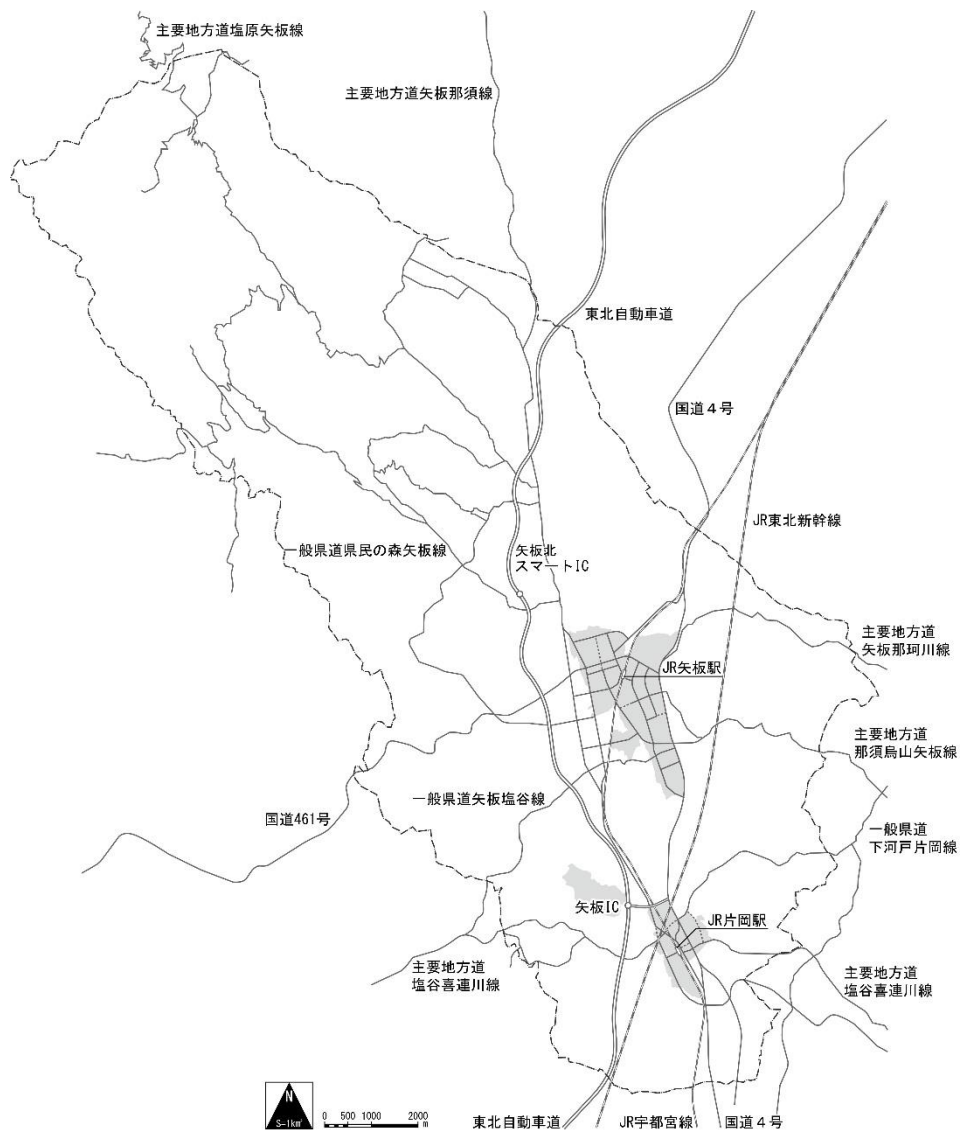 主要地方道塩原矢板線
主要地方道矢板那須線
東北自動車道
国道4号
JR東北新幹線
一般県道県民の森矢板線
矢板北
スマートIC
主要地方道
矢板那珂川線
JR矢板駅
主要地方道
那須烏山矢板線
一般県道矢板塩谷線
国道461号
一般県道
下河戸片岡線
矢板IC
JR片岡駅
主要地方道
塩谷喜連川線
主要地方道
塩谷喜連川線
N
S=1km²
0 500 1000 2000
m
東北自動車道
JR宇都宮線
国道4号